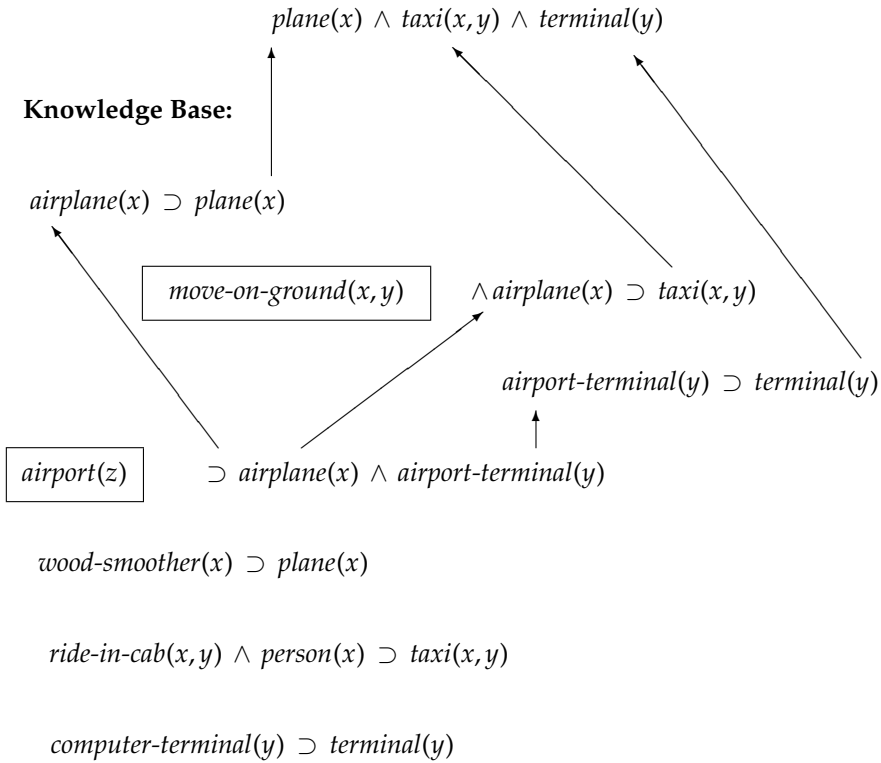 plane(x) ∧ taxi(x, y) ∧ terminal(y)
Knowledge Base:
airplane(x) ⊃ plane(x)
move-on-ground(x, y) ∧ airplane(x) ⊃ taxi(x, y)
airport-terminal(y) ⊃ terminal(y)
airport(z) ⊃ airplane(x) ∧ airport-terminal(y)
wood-smoother(x) ⊃ plane(x)
ride-in-cab(x, y) ∧ person(x) ⊃ taxi(x, y)
computer-terminal(y) ⊃ terminal(y)